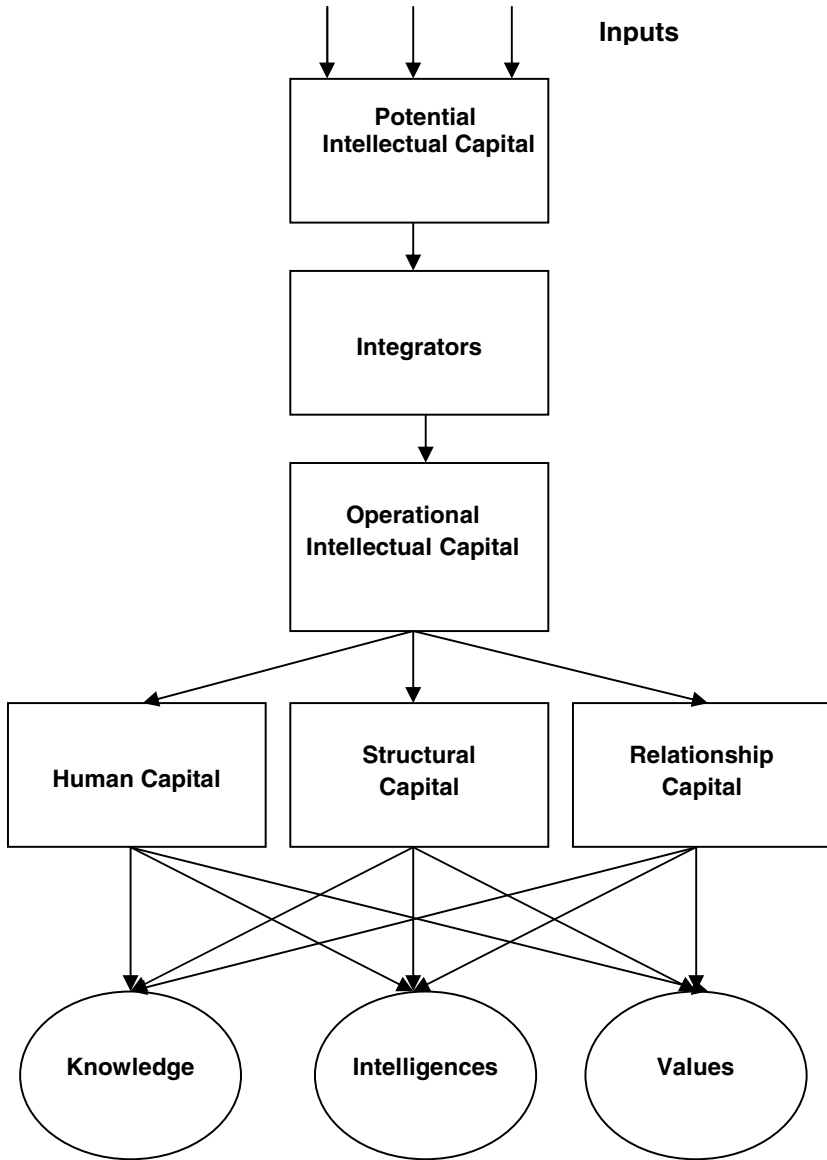 Inputs
Potential
Intellectual Capital
Integrators
Operational
Intellectual Capital
Human Capital
Structural
Capital
Relationship
Capital
Knowledge
Intelligences
Values